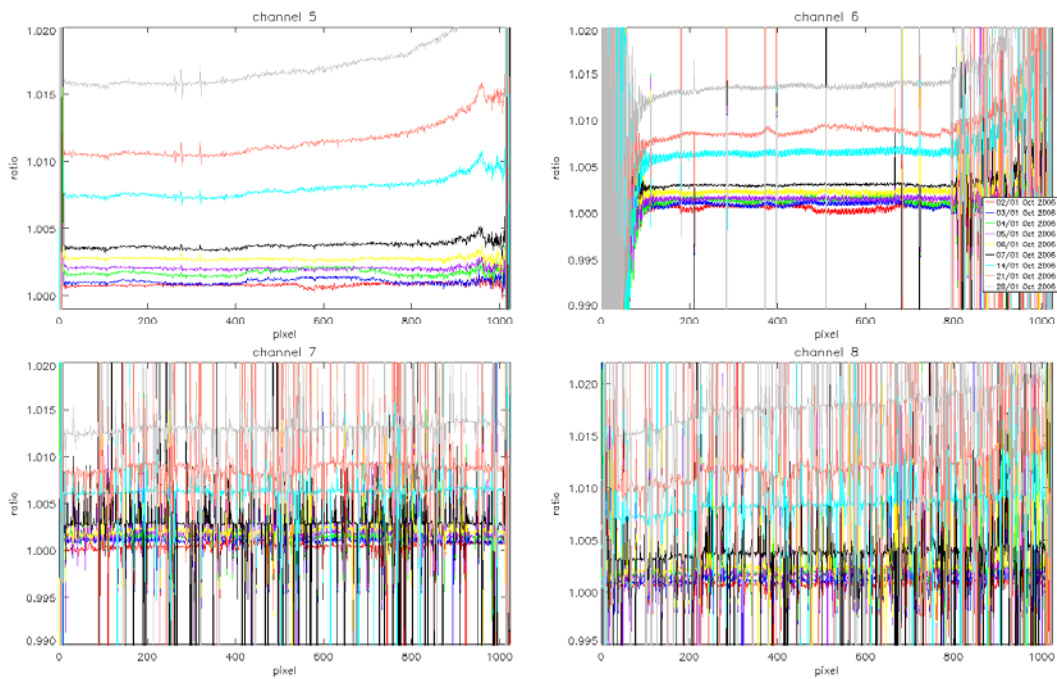 channel 5
1.020
1.015
1.010
1.005
1.000
ratio
0 200 400 600 800 1000
pixel
channel 6
1.020
1.015
1.010
1.005
1.000
0.995
0.990
ratio
0 200 400 600 800 1000
pixel
02/01 Oct 2006
03/01 Oct 2006
04/01 Oct 2006
05/01 Oct 2006
06/01 Oct 2006
07/01 Oct 2006
14/01 Oct 2006
21/01 Oct 2006
28/01 Oct 2006
channel 7
1.020
1.015
1.010
1.005
1.000
0.995
0.990
ratio
0 200 400 600 800 1000
pixel
channel 8
1.020
1.015
1.010
1.005
1.000
0.995
ratio
0 200 400 600 800 1000
pixel